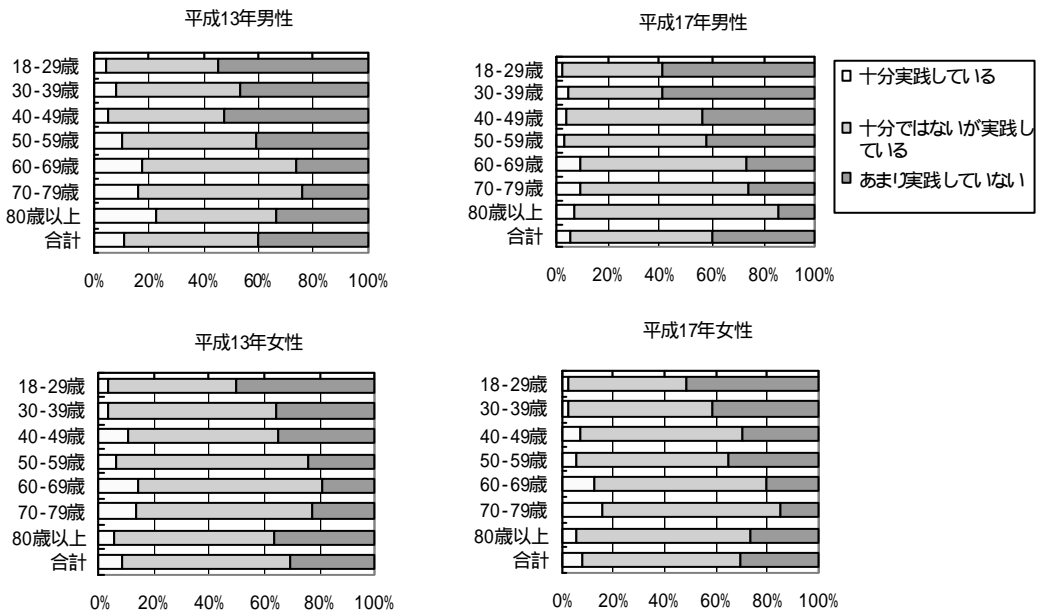 平成13年男性
18-29歳
30-39歳
40-49歳
50-59歳
60-69歳
70-79歳
80歳以上
合計
0% 20% 40% 60% 80% 100%
平成17年男性
18-29歳
30-39歳
40-49歳
50-59歳
60-69歳
70-79歳
80歳以上
合計
0% 20% 40% 60% 80% 100%
十分実践している
十分ではないが実践し
ている
あまり実践していない
平成13年女性
18-29歳
30-39歳
40-49歳
50-59歳
60-69歳
70-79歳
80歳以上
合計
0% 20% 40% 60% 80% 100%
平成17年女性
18-29歳
30-39歳
40-49歳
50-59歳
60-69歳
70-79歳
80歳以上
合計
0% 20% 40% 60% 80% 100%